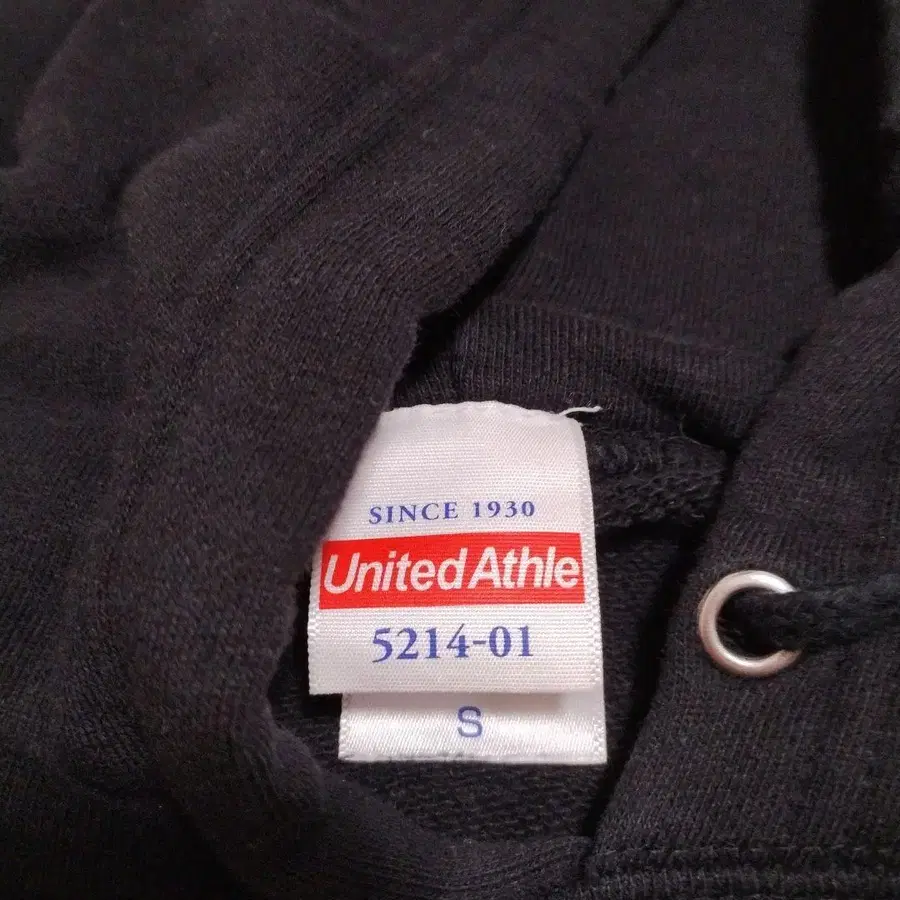 SINCE 1930
United Athle
5214-01
S